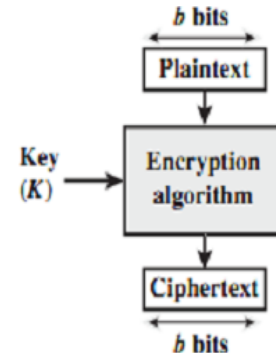 b bits
Plaintext
Key
(K)
Encryption
algorithm
Ciphertext
b bits